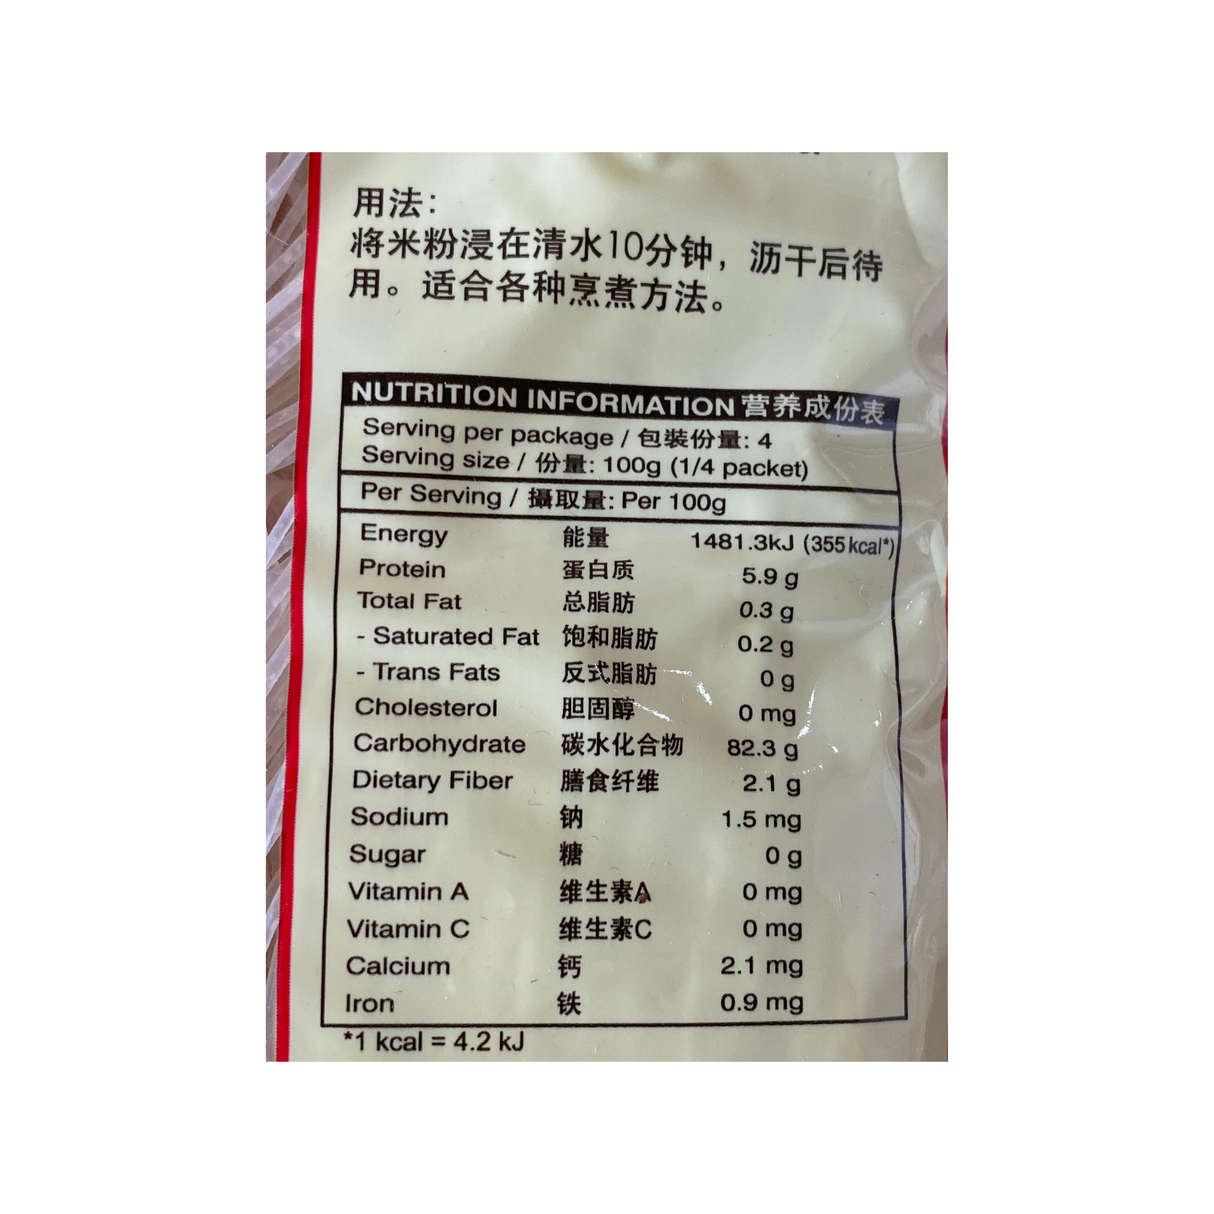 用法：
将米粉浸在清水10分钟，沥干后待
用。适合各种烹煮方法。
NUTRITION INFORMATION 营养成份表
Serving per package / 包裝份量: 4
Serving size / 份量: 100g (1/4 packet)
Per Serving / 攝取量: Per 100g
Energy 能量 1481.3kJ (355 kcal*)
Protein 蛋白质 5.9 g
Total Fat 总脂肪 0.3 g
- Saturated Fat 饱和脂肪 0.2 g
- Trans Fats 反式脂肪 0 g
Cholesterol 胆固醇 0 mg
Carbohydrate 碳水化合物 82.3 g
Dietary Fiber 膳食纤维 2.1 g
Sodium 钠 1.5 mg
Sugar 糖 0 g
Vitamin A 维生素A 0 mg
Vitamin C 维生素C 0 mg
Calcium 钙 2.1 mg
Iron 铁 0.9 mg
*1 kcal = 4.2 kJ